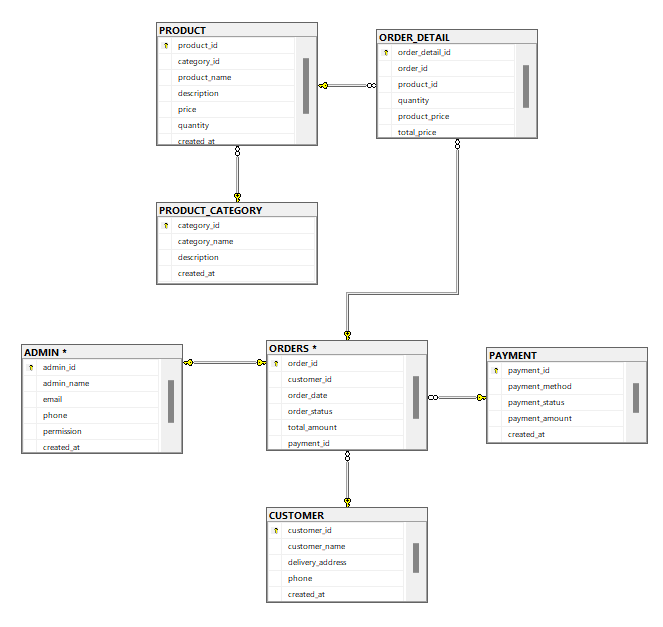 PRODUCT
product_id
category_id
product_name
description
price
quantity
created_at
ORDER_DETAIL
order_detail_id
order_id
product_id
quantity
product_price
total_price
PRODUCT_CATEGORY
category_id
category_name
description
created_at
ADMIN *
admin_id
admin_name
email
phone
permission
created_at
ORDERS *
order_id
customer_id
order_date
order_status
total_amount
payment_id
PAYMENT
payment_id
payment_method
payment_status
payment_amount
created_at
CUSTOMER
customer_id
customer_name
delivery_address
phone
created_at